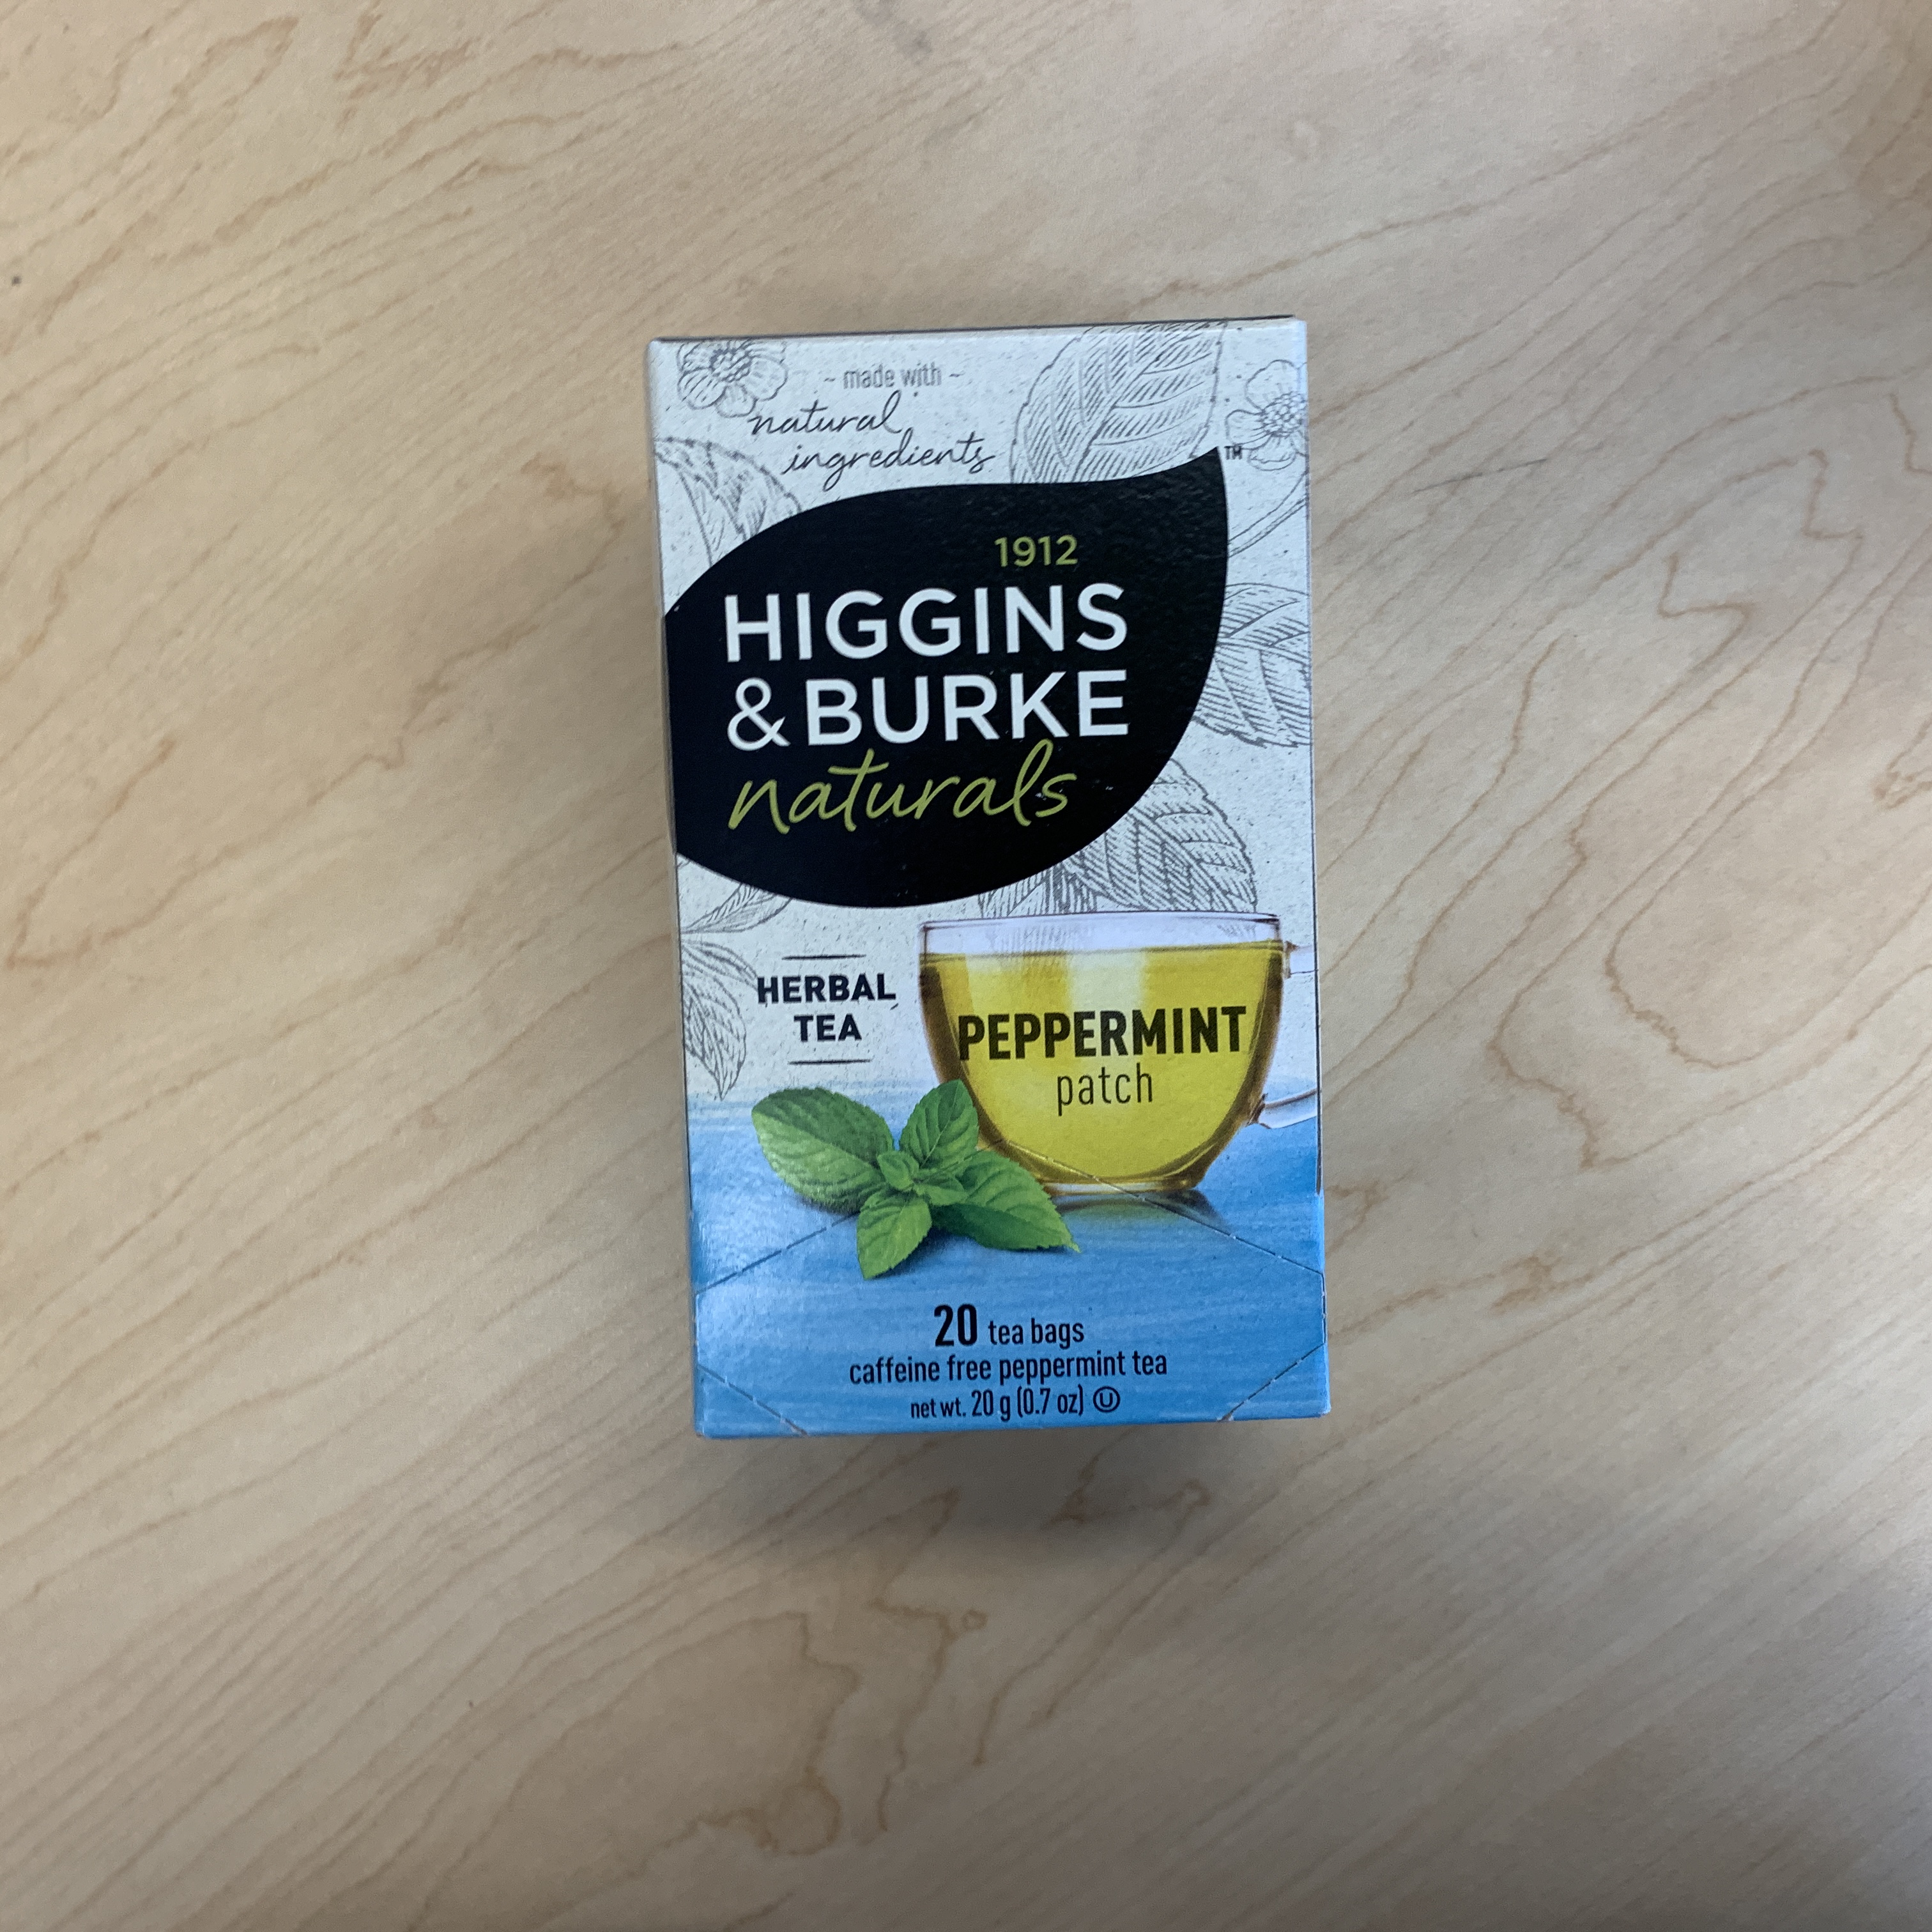 ~ made with ~
natural
ingredients
1912
HIGGINS
& BURKE
naturals
TM
HERBAL
TEA
PEPPERMINT
patch
20 tea bags
caffeine free peppermint tea
net wt. 20 g (0.7 oz) U